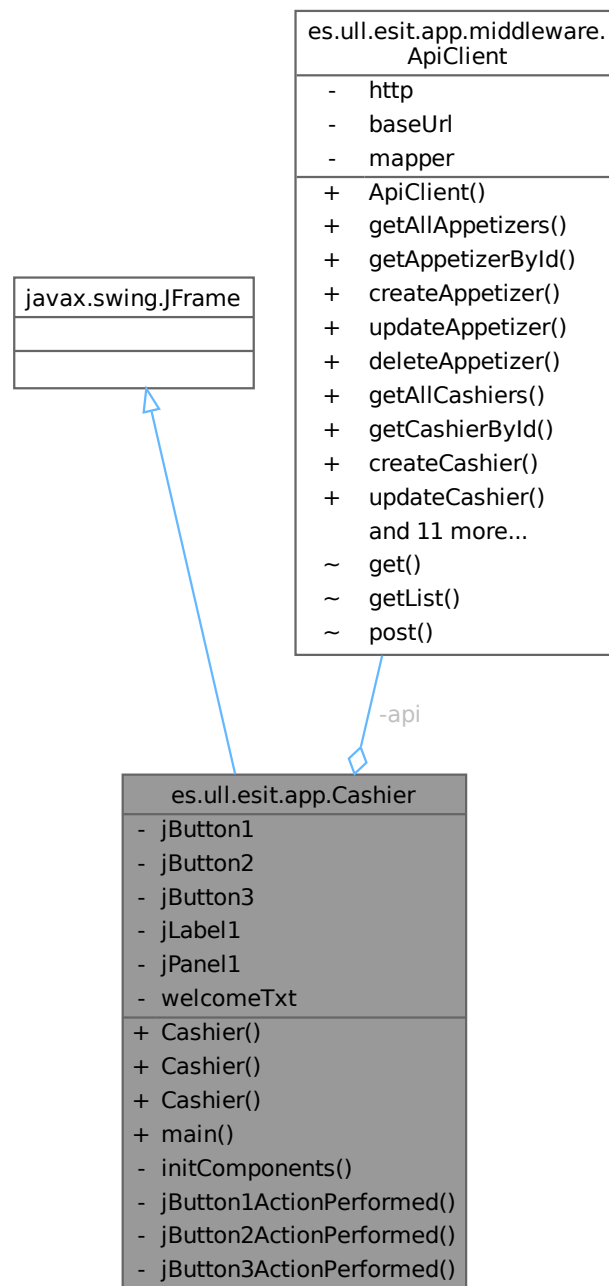 es.ull.esit.app.middleware.
ApiClient
- http
- baseUrl
- mapper
+ ApiClient()
+ getAllAppetizers()
+ getAppetizerById()
+ createAppetizer()
+ updateAppetizer()
+ deleteAppetizer()
+ getAllCashiers()
+ getCashierById()
+ createCashier()
+ updateCashier()
and 11 more...
~ get()
~ getList()
~ post()
javax.swing.JFrame
-api
es.ull.esit.app.Cashier
- jButton1
- jButton2
- jButton3
- jLabel1
- jPanel1
- welcomeTxt
+ Cashier()
+ Cashier()
+ Cashier()
+ main()
- initComponents()
- jButton1ActionPerformed()
- jButton2ActionPerformed()
- jButton3ActionPerformed()